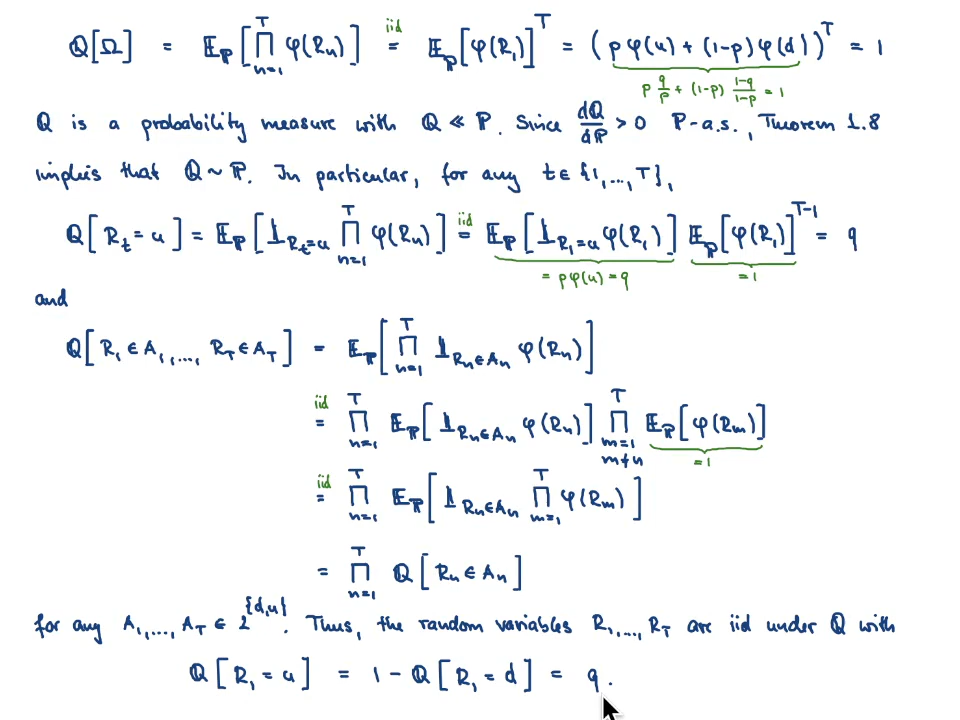 ℚ[Ω] = 𝔼_ℙ[∏_{n=1}^{T} φ(R_n)] =^{iid} 𝔼_ℙ[φ(R_1)]^T = (pφ(u) + (1-p)φ(d))^T = 1
p q/p + (1-p) (1-q)/(1-p) = 1
ℚ is a probability measure with ℚ ≪ ℙ. Since dℚ/dℙ > 0 ℙ-a.s., Theorem 1.8
implies that ℚ ~ ℙ. In particular, for any t ∈ {1,...,T},
ℚ[R_t = u] = 𝔼_ℙ[𝟙_{R_t=u} ∏_{n=1}^{T} φ(R_n)] =^{iid} 𝔼_ℙ[𝟙_{R_1=u} φ(R_1)] 𝔼_ℙ[φ(R_1)]^{T-1} = q
= pφ(u) = q = 1
and
ℚ[R_1 ∈ A_1,..., R_T ∈ A_T] = 𝔼_ℙ[∏_{n=1}^{T} 𝟙_{R_n∈A_n} φ(R_n)]
=^{iid} ∏_{n=1}^{T} 𝔼_ℙ[𝟙_{R_n∈A_n} φ(R_n)] ∏_{m=1, m≠n}^{T} 𝔼_ℙ[φ(R_m)]
= 1
=^{iid} ∏_{n=1}^{T} 𝔼_ℙ[𝟙_{R_n∈A_n} ∏_{m=1}^{T} φ(R_m)]
= ∏_{n=1}^{T} ℚ[R_n ∈ A_n]
for any A_1,..., A_T ∈ 2^{{d,u}}. Thus, the random variables R_1,..., R_T are iid under ℚ with
ℚ[R_1 = u] = 1 - ℚ[R_1 = d] = q.